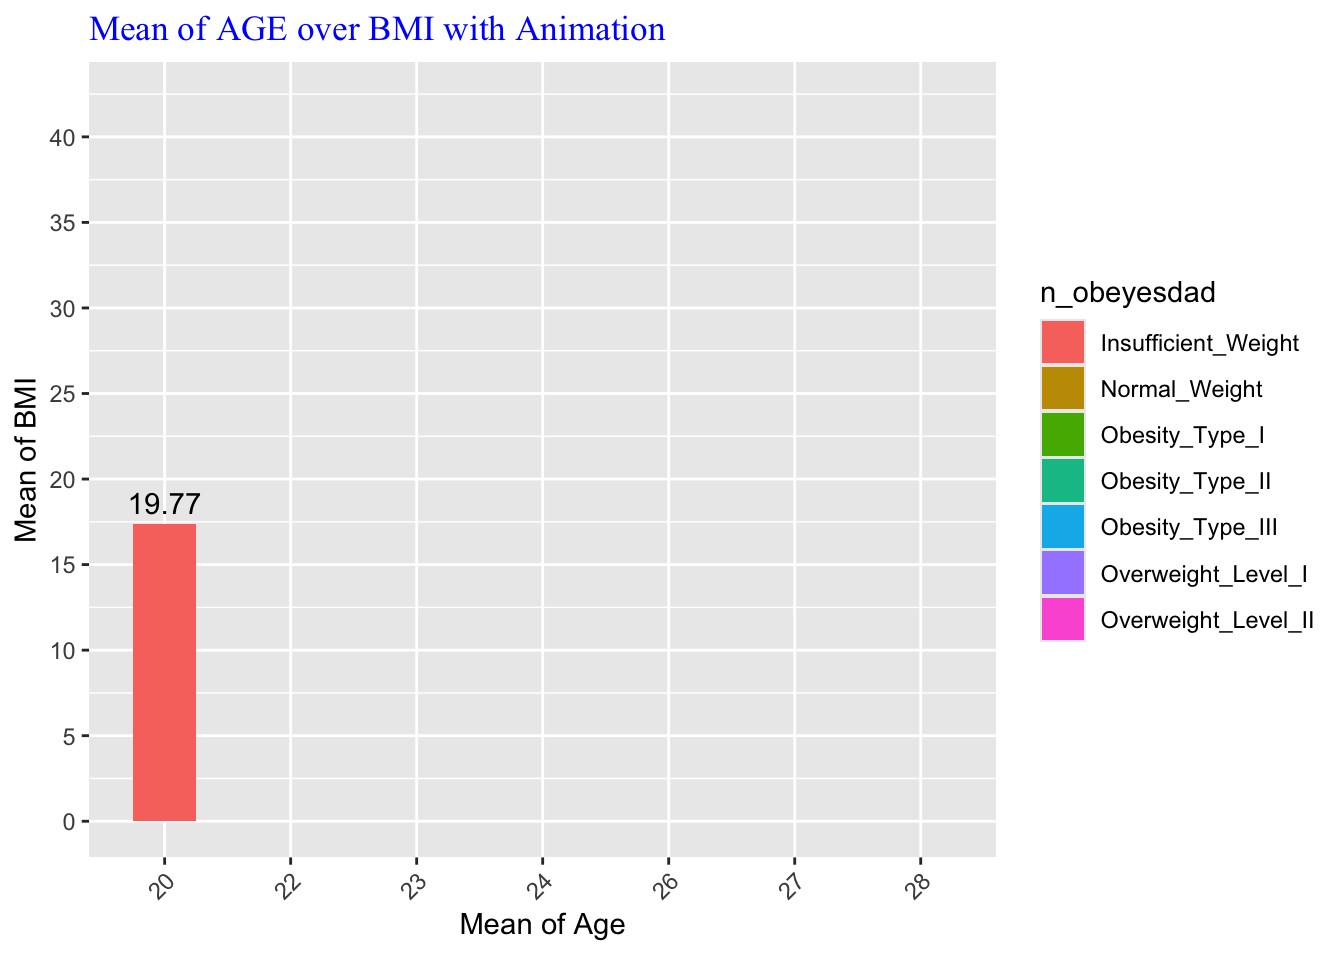 Mean of AGE over BMI with Animation
40
35
30
25
20
15
10
5
0
Mean of BMI
19.77
20
22
23
24
26
27
28
Mean of Age
n_obeyesdad
Insufficient_Weight
Normal_Weight
Obesity_Type_I
Obesity_Type_II
Obesity_Type_III
Overweight_Level_I
Overweight_Level_II